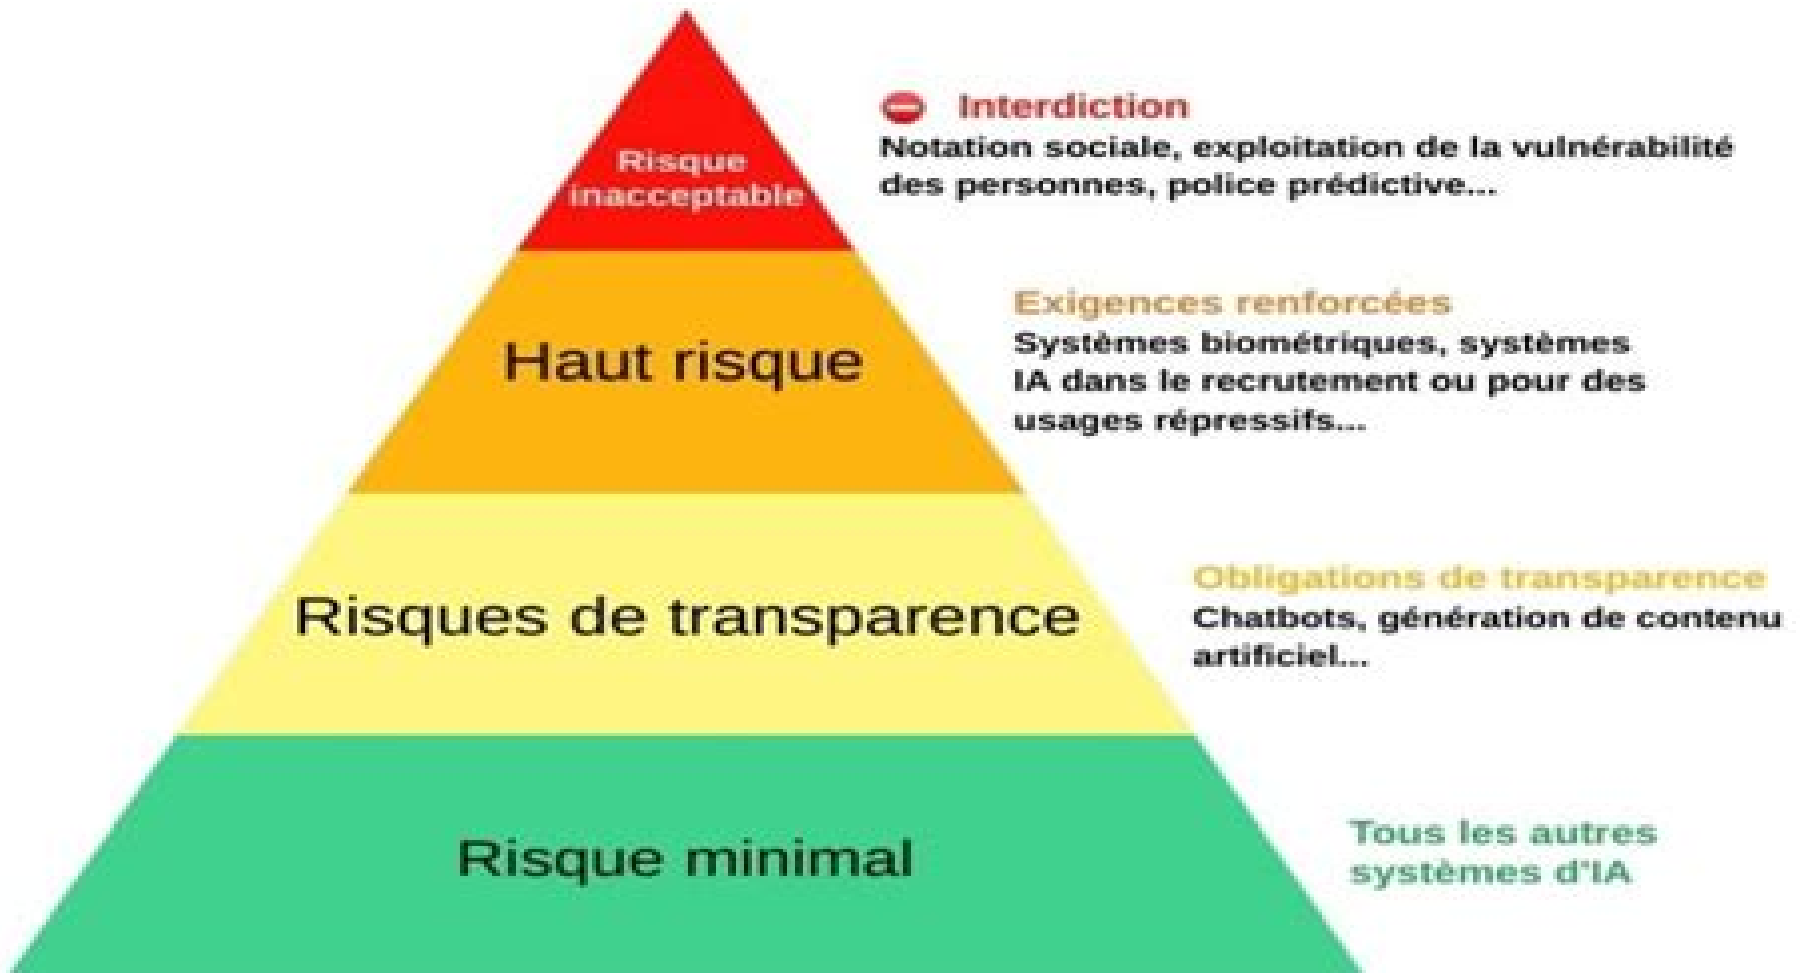 Interdiction
Notation sociale, exploitation de la vulnérabilité
des personnes, police prédictive...
Risque
inacceptable
Exigences renforcées
Systèmes biométriques, systèmes
IA dans le recrutement ou pour des
usages répressifs...
Haut risque
Obligations de transparence
Chatbots, génération de contenu
artificiel...
Risques de transparence
Tous les autres
systèmes d'IA
Risque minimal